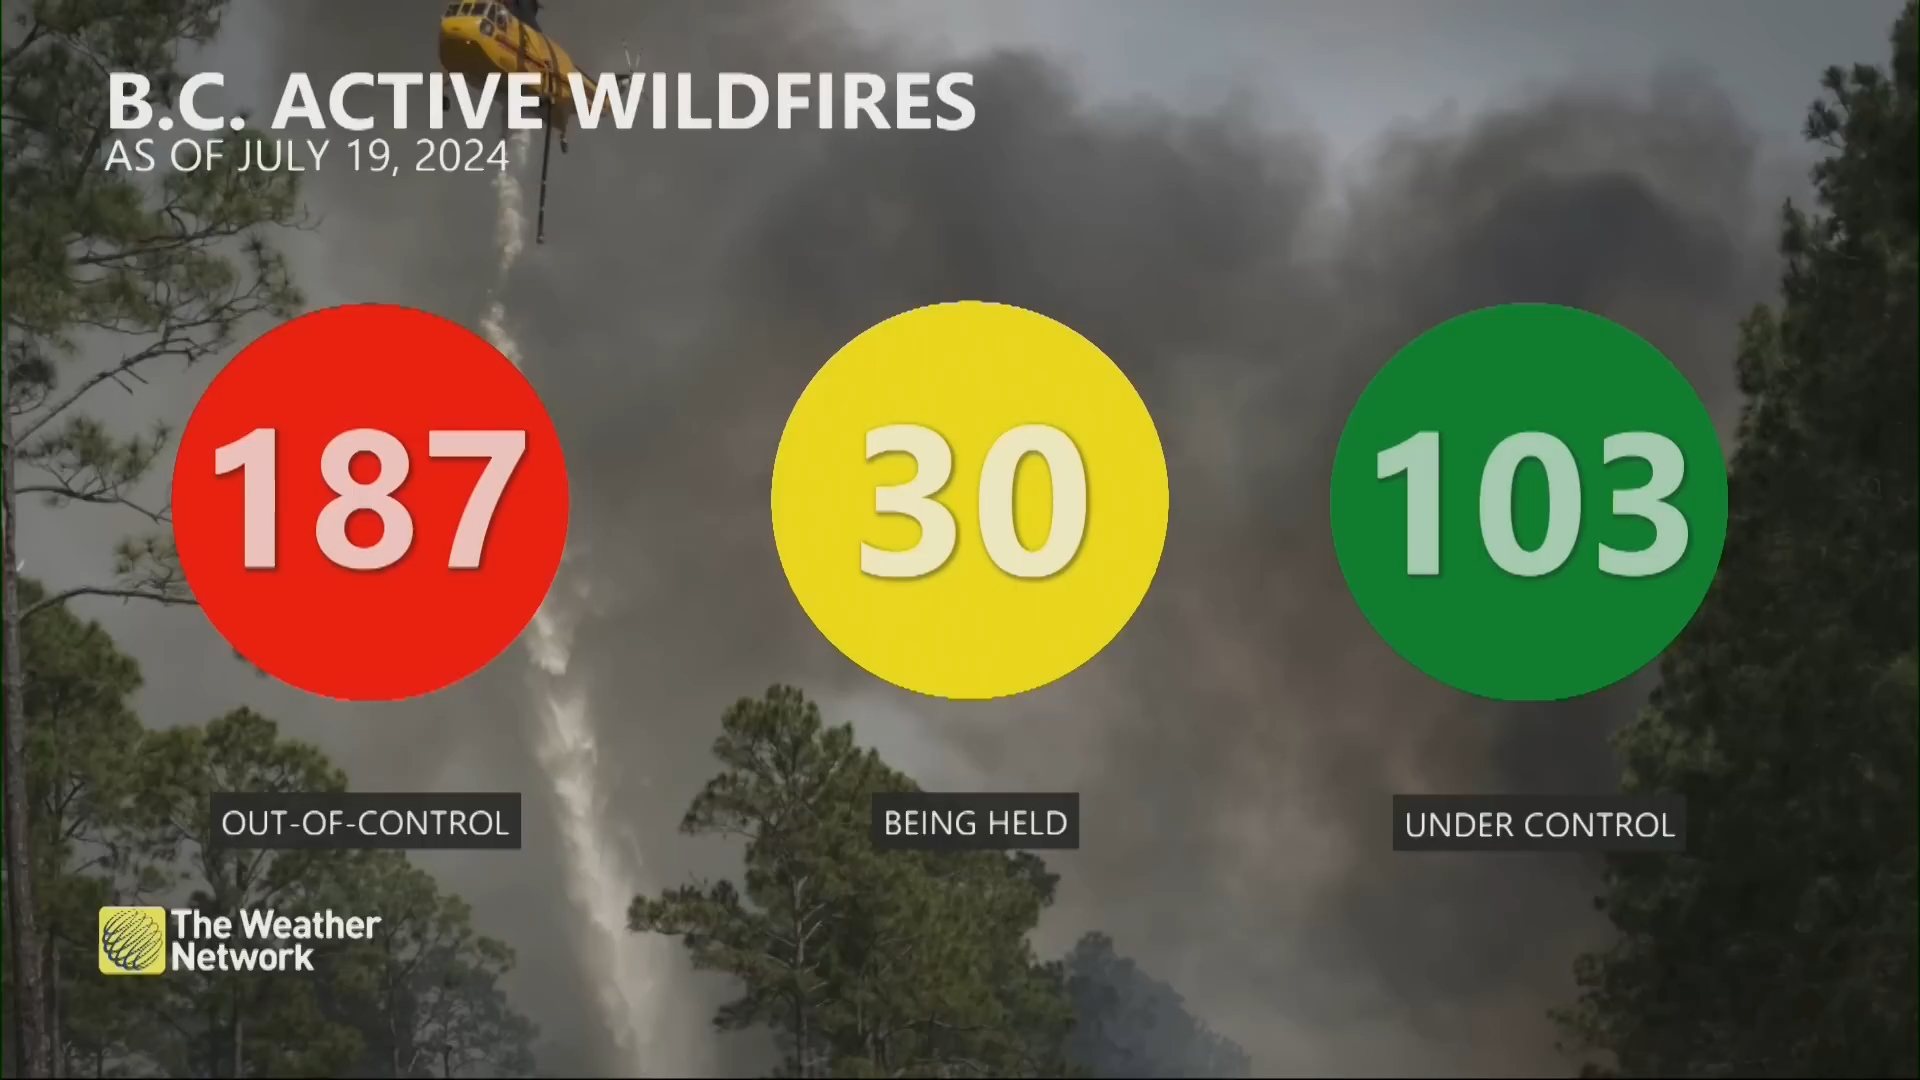 B.C. ACTIVE WILDFIRES
AS OF JULY 19, 2024
187
30
103
OUT-OF-CONTROL
BEING HELD
UNDER CONTROL
The Weather
Network